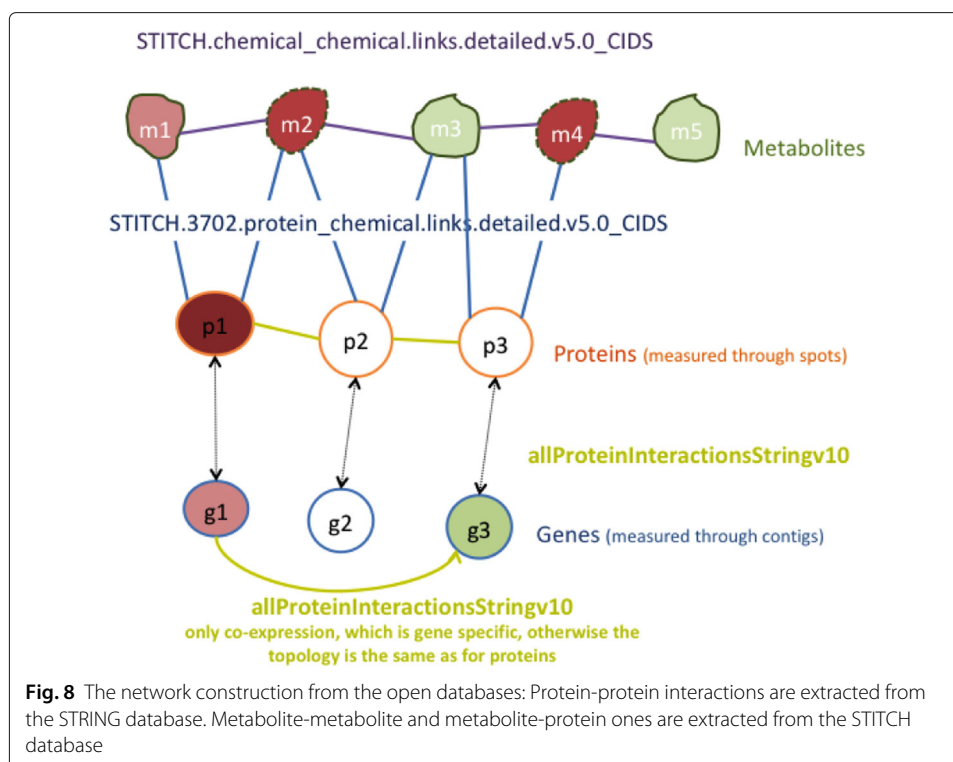 STITCH.chemical_chemical.links.detailed.v5.0_CIDS
m1 m2 m3 m4 m5
Metabolites
STITCH.3702.protein_chemical.links.detailed.v5.0_CIDS
p1 p2 p3
Proteins (measured through spots)
allProteinInteractionsStringv10
g1 g2 g3
Genes (measured through contigs)
allProteinInteractionsStringv10
only co-expression, which is gene specific, otherwise the
topology is the same as for proteins
Fig. 8 The network construction from the open databases: Protein-protein interactions are extracted from
the STRING database. Metabolite-metabolite and metabolite-protein ones are extracted from the STITCH
database